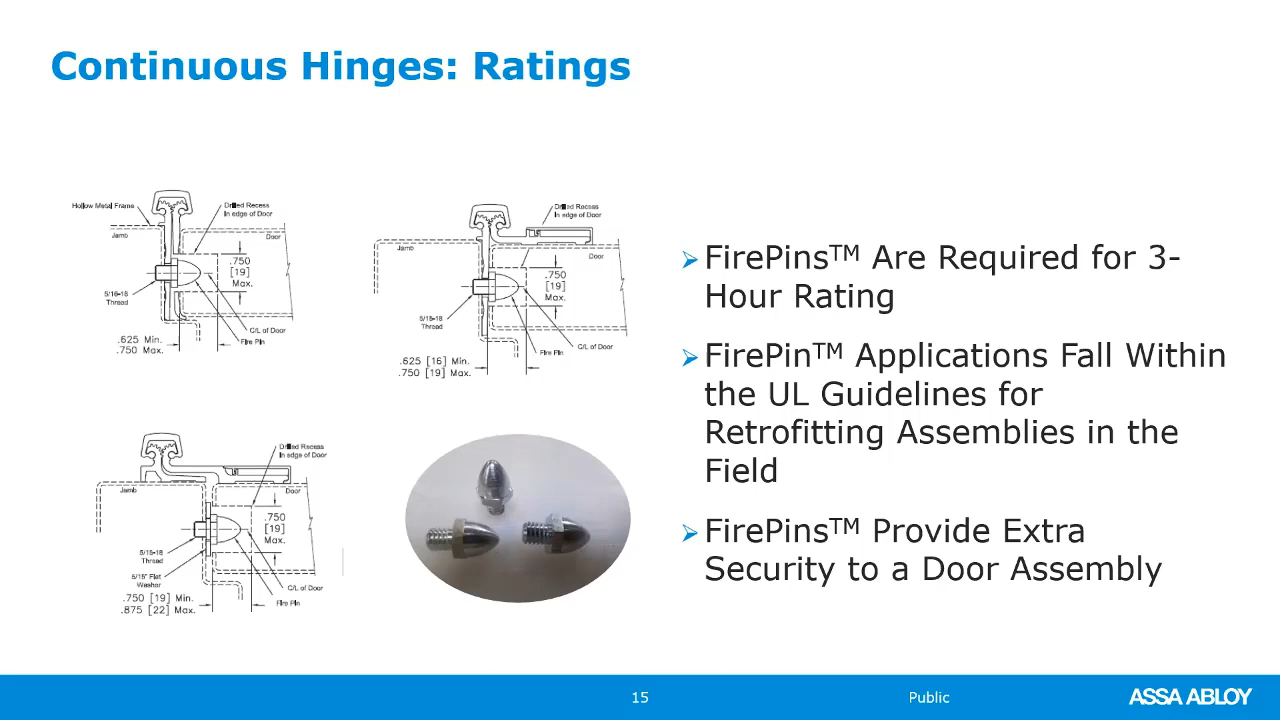 Continuous Hinges: Ratings
Hollow Metal Frame
Drilled Recess
In edge of Door
Jamb
Door
.750
[19]
Max.
5/16-18
Thread
C/L of Door
Fire Pin
.625 Min.
.750 Max.
Drilled Recess
In edge of Door
Jamb
Door
.750
[19]
Max.
5/16-18
Thread
C/L of Door
Fire Pin
.625 [16] Min.
.750 [19] Max.
Drilled Recess
In edge of Door
Jamb
Door
.750
[19]
Max.
5/16-18
Thread
5/16" Flat
Washer
C/L of Door
Fire Pin
.750 [19] Min.
.875 [22] Max.
➢FirePins™ Are Required for 3-
Hour Rating
➢FirePin™ Applications Fall Within
the UL Guidelines for
Retrofitting Assemblies in the
Field
➢FirePins™ Provide Extra
Security to a Door Assembly
15
Public
ASSA ABLOY